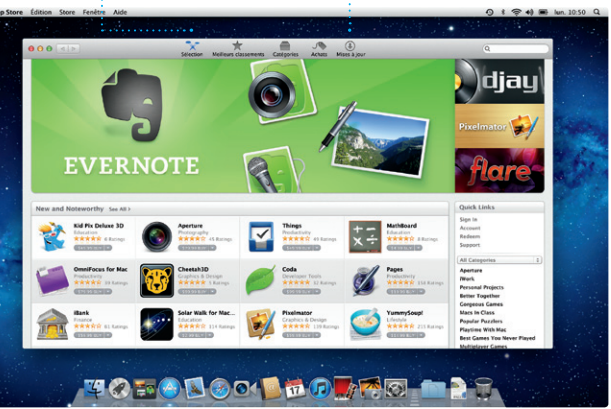 p Store Édition Store Fenêtre Aide
lun. 10:50
Sélection Meilleurs classements Catégories Achats Mises à jour
EVERNOTE
djay
Pixelmator
flare
New and Noteworthy See All >
Quick Links
Kid Pix Deluxe 3D
Education
Aperture
Photography
45 Ratings
Things
Productivity
MathBoard
Education
Sign In
Account
Redeem
Support
OmniFocus for Mac
Productivity
Cheetah3D
Graphics & Design
Coda
Developer Tools
Pages
Productivity
All Categories
Aperture
iWork
Personal Projects
Better Together
Gorgeous Games
Macs In Class
Popular Puzzlers
Playtime With Mac
Best Games You Never Played
Multiplayer Games
iBank
Finance
Solar Walk for Mac...
Education
Pixelmator
Graphics & Design
YummySoup!
Lifestyle
17